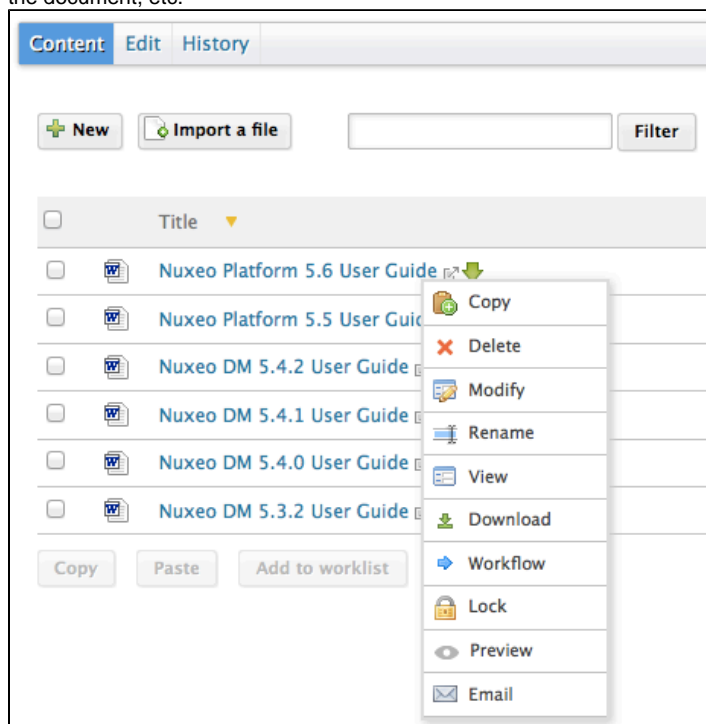 the document, etc.
Content Edit History
New Import a file Filter
Title
Nuxeo Platform 5.6 User Guide
Copy
Nuxeo Platform 5.5 User Guid
Delete
Nuxeo DM 5.4.2 User Guide
Modify
Nuxeo DM 5.4.1 User Guide
Rename
Nuxeo DM 5.4.0 User Guide
View
Nuxeo DM 5.3.2 User Guide
Download
Copy Paste Add to worklist
Workflow
Lock
Preview
Email